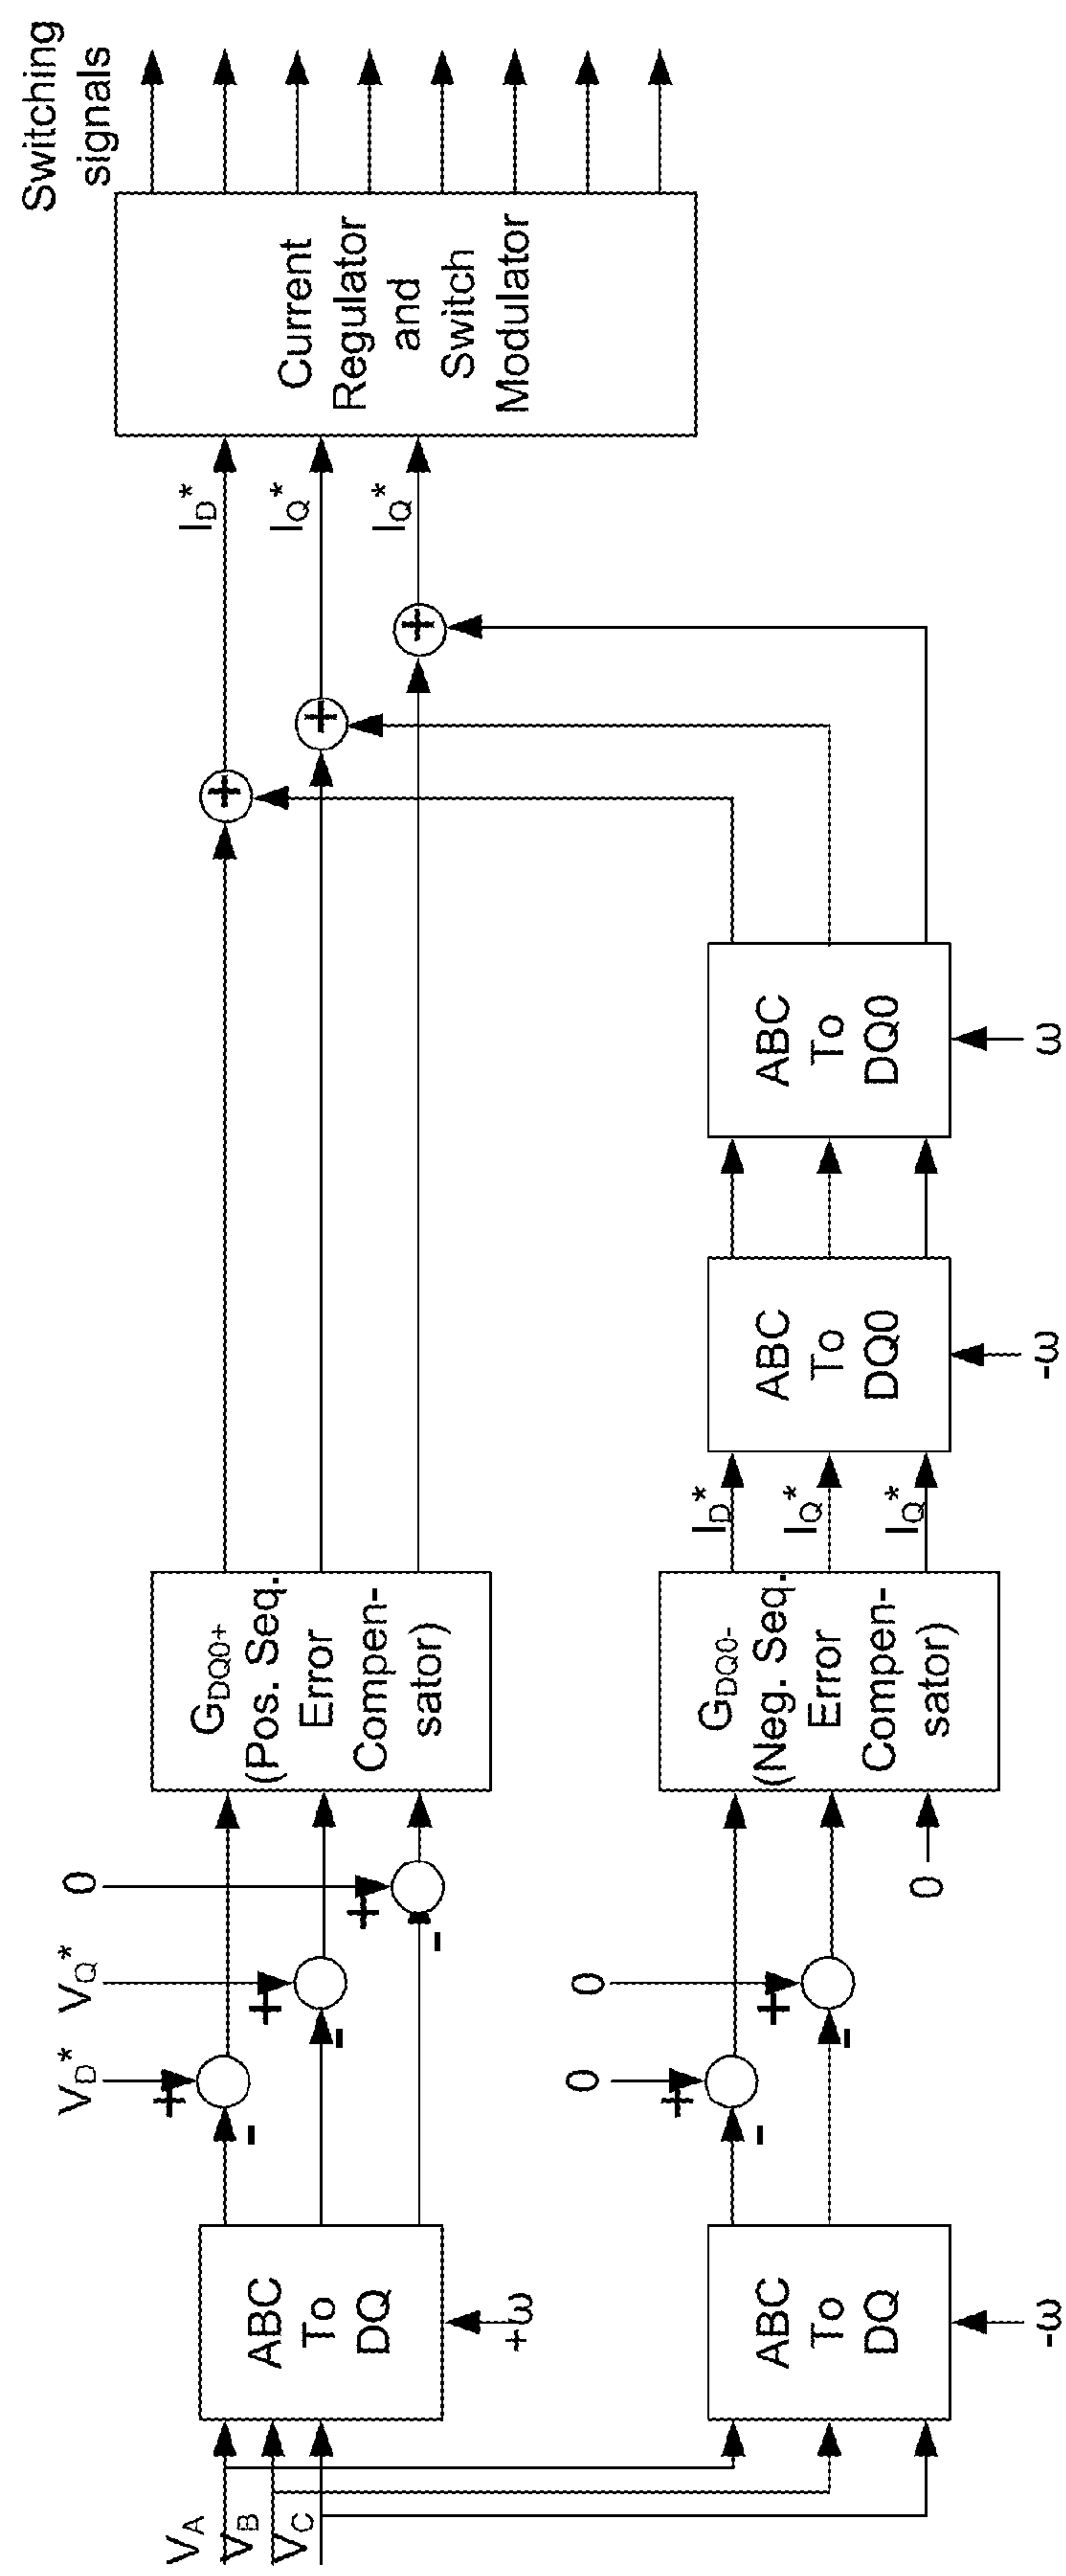 V_A
V_B
V_C
ABC
To
DQ
+ω
V_D*
V_Q*
0
+
-
+
-
+
-
G_DQ0+
(Pos. Seq.
Error
Compen-
sator)
+
+
+
I_D*
I_Q*
I_Q*
Current
Regulator
and
Switch
Modulator
Switching
signals
ABC
To
DQ
-ω
0
0
+
-
+
-
0
G_DQ0-
(Neg. Seq.
Error
Compen-
sator)
I_D*
I_Q*
I_Q*
ABC
To
DQ0
-ω
ABC
To
DQ0
ω